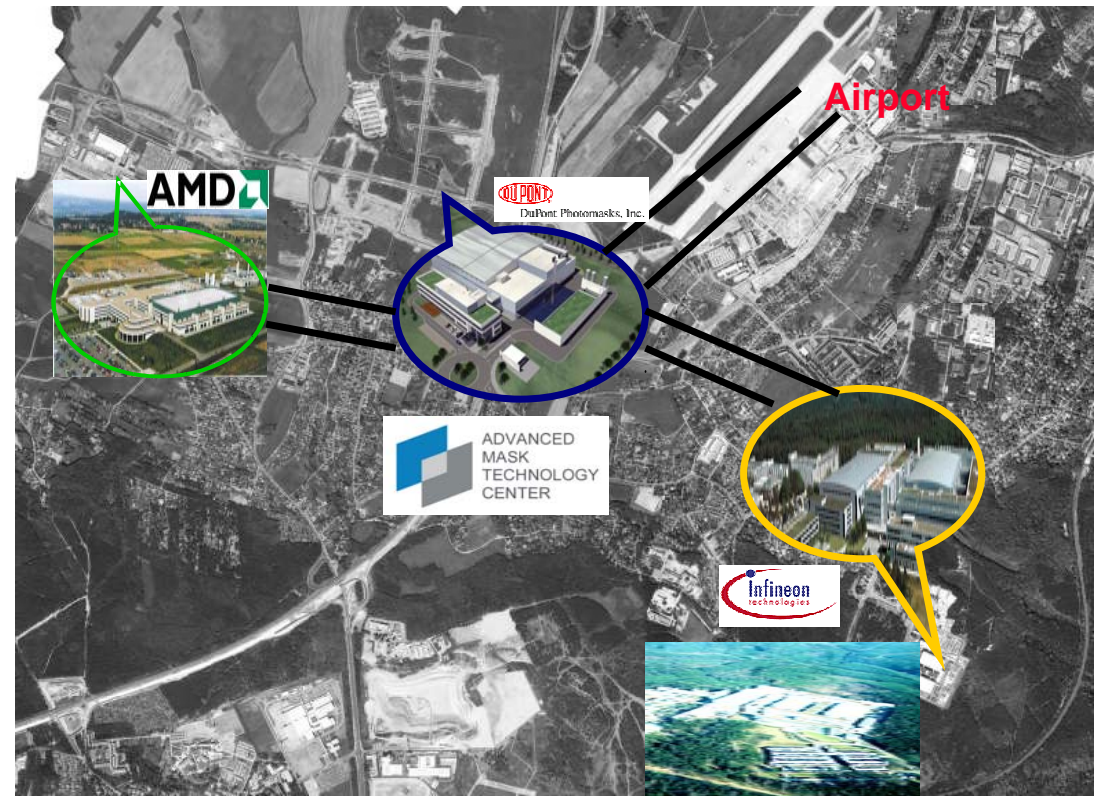 Airport
AMD
DUPONT
DuPont Photomasks, Inc.
ADVANCED
MASK
TECHNOLOGY
CENTER
Infineon
technologies